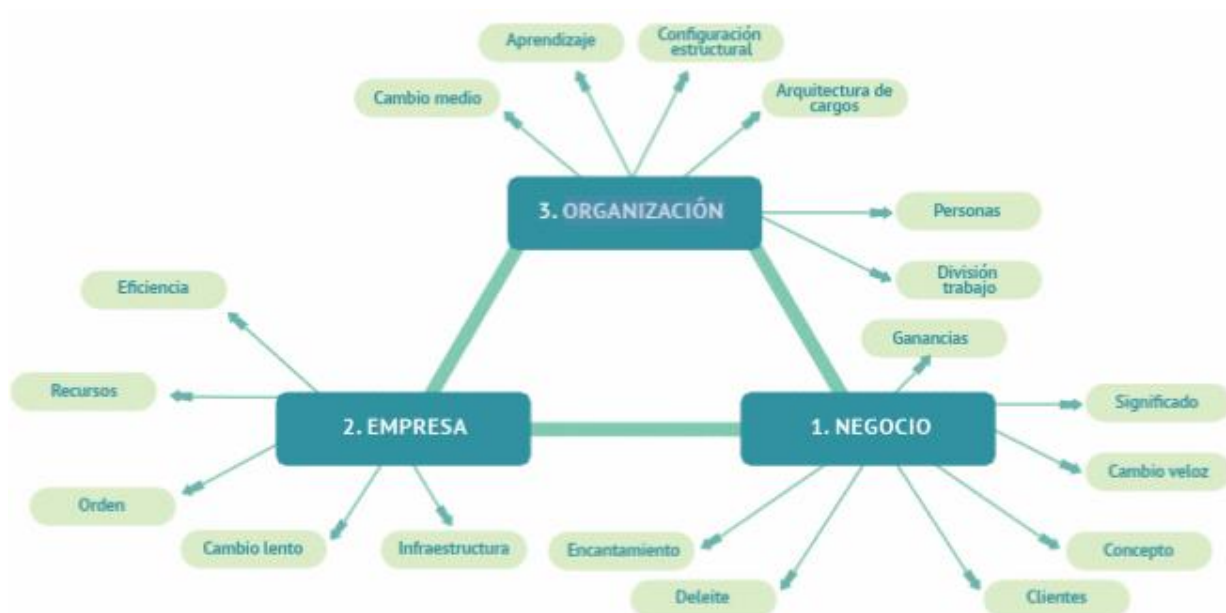 Aprendizaje
Configuración
estructural
Cambio medio
Arquitectura de
cargos
3. ORGANIZACIÓN
Personas
División
trabajo
Eficiencia
Ganancias
Recursos
Significado
2. EMPRESA
1. NEGOCIO
Cambio veloz
Orden
Cambio lento
Infraestructura
Encantamiento
Concepto
Deleite
Clientes